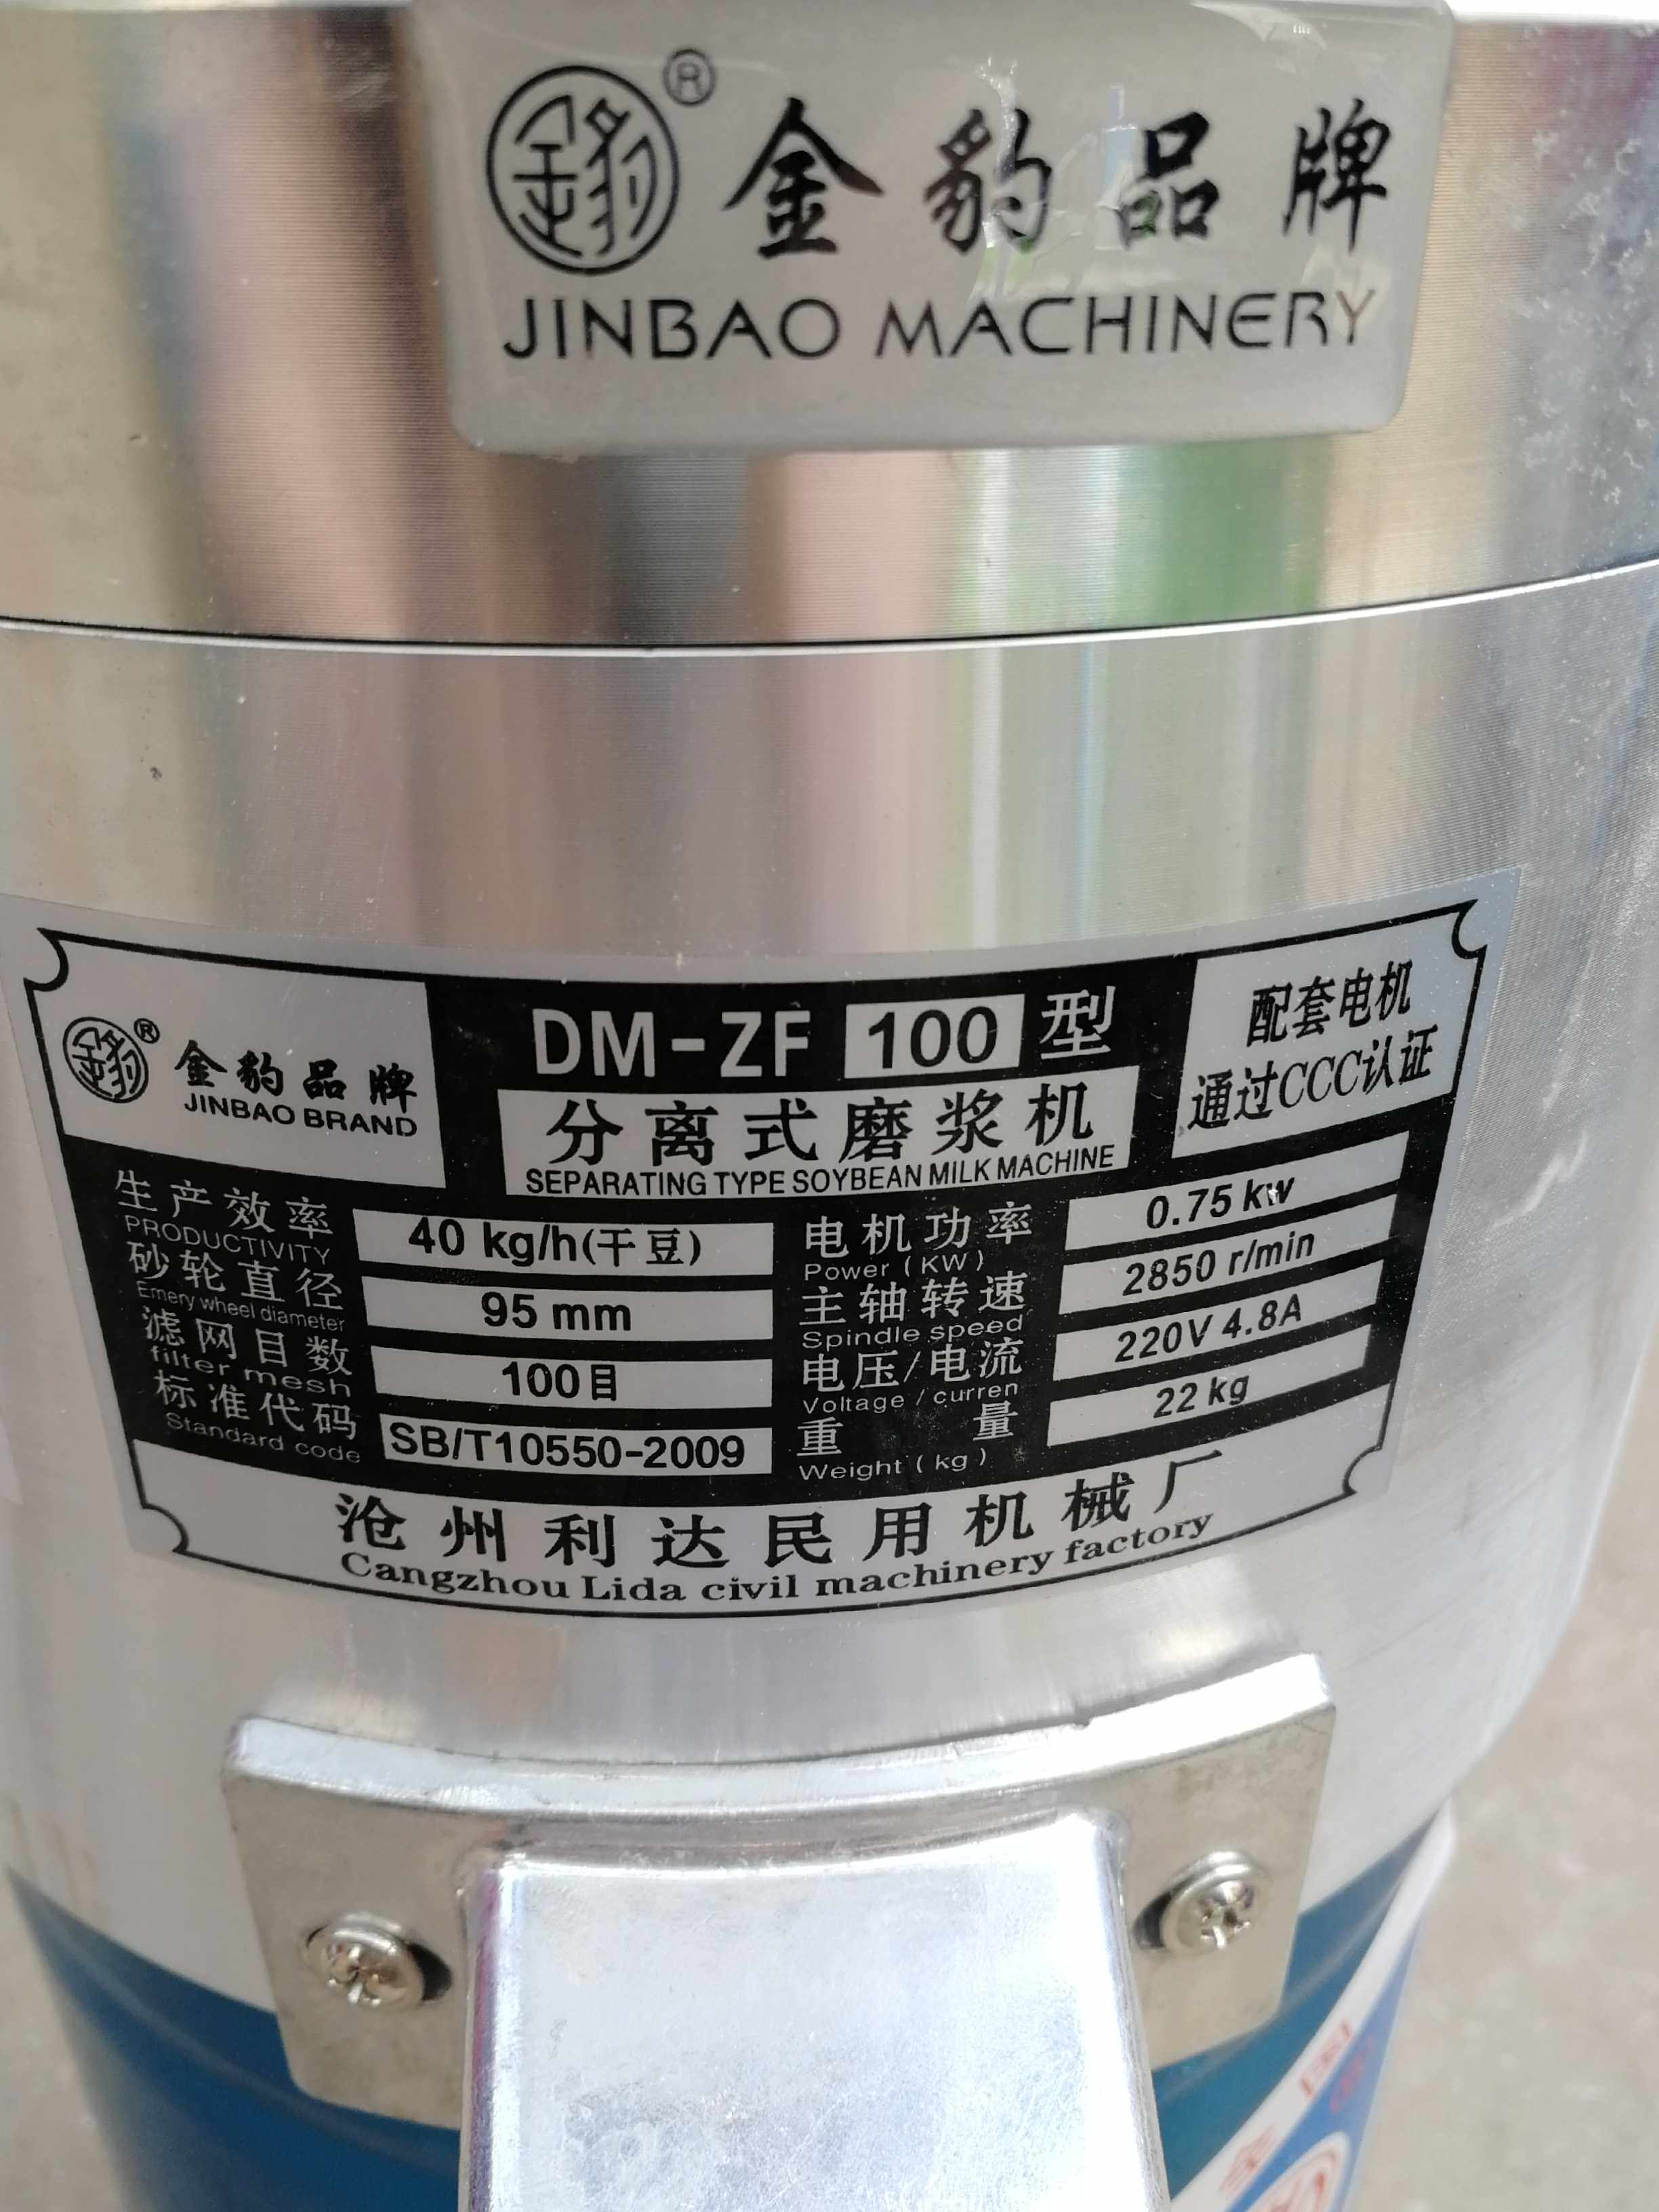 金豹 ® 金豹品牌
JINBAO MACHINERY
金豹 ® 金豹品牌
JINBAO BRAND
DM-ZF 100 型
分离式磨浆机
SEPARATING TYPE SOYBEAN MILK MACHINE
配套电机
通过CCC认证
生产效率 40 kg/h(干豆)
PRODUCTIVITY
砂轮直径 95 mm
Emery wheel diameter
滤网目数 100目
filter mesh
标准代码 SB/T10550-2009
Standard code
电机功率 0.75 kw
Power (KW)
主轴转速 2850 r/min
Spindle speed
电压/电流 220V 4.8A
Voltage / curren
重量 22 kg
Weight (kg)
沧州利达民用机械厂
Cangzhou Lida civil machinery factory